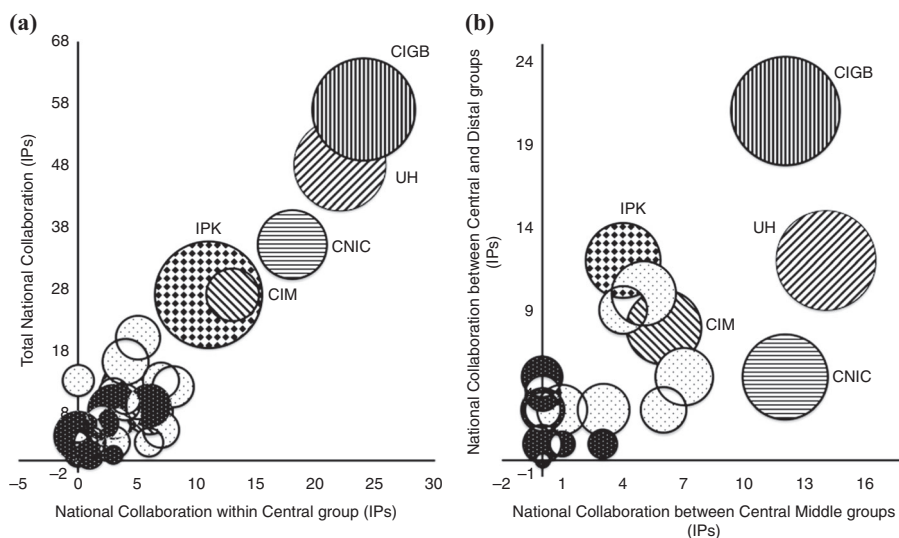 (a)
68
58
48
38
28
18
8
–2
Total National Collaboration (IPs)
CIGB
UH
IPK
CNIC
CIM
–5 0 5 10 15 20 25 30
National Collaboration within Central group (IPs)
(b)
24
19
14
9
–1
National Collaboration between Central and Distal groups
(IPs)
CIGB
IPK
UH
CIM
CNIC
–2 1 4 7 10 13 16
National Collaboration between Central Middle groups
(IPs)